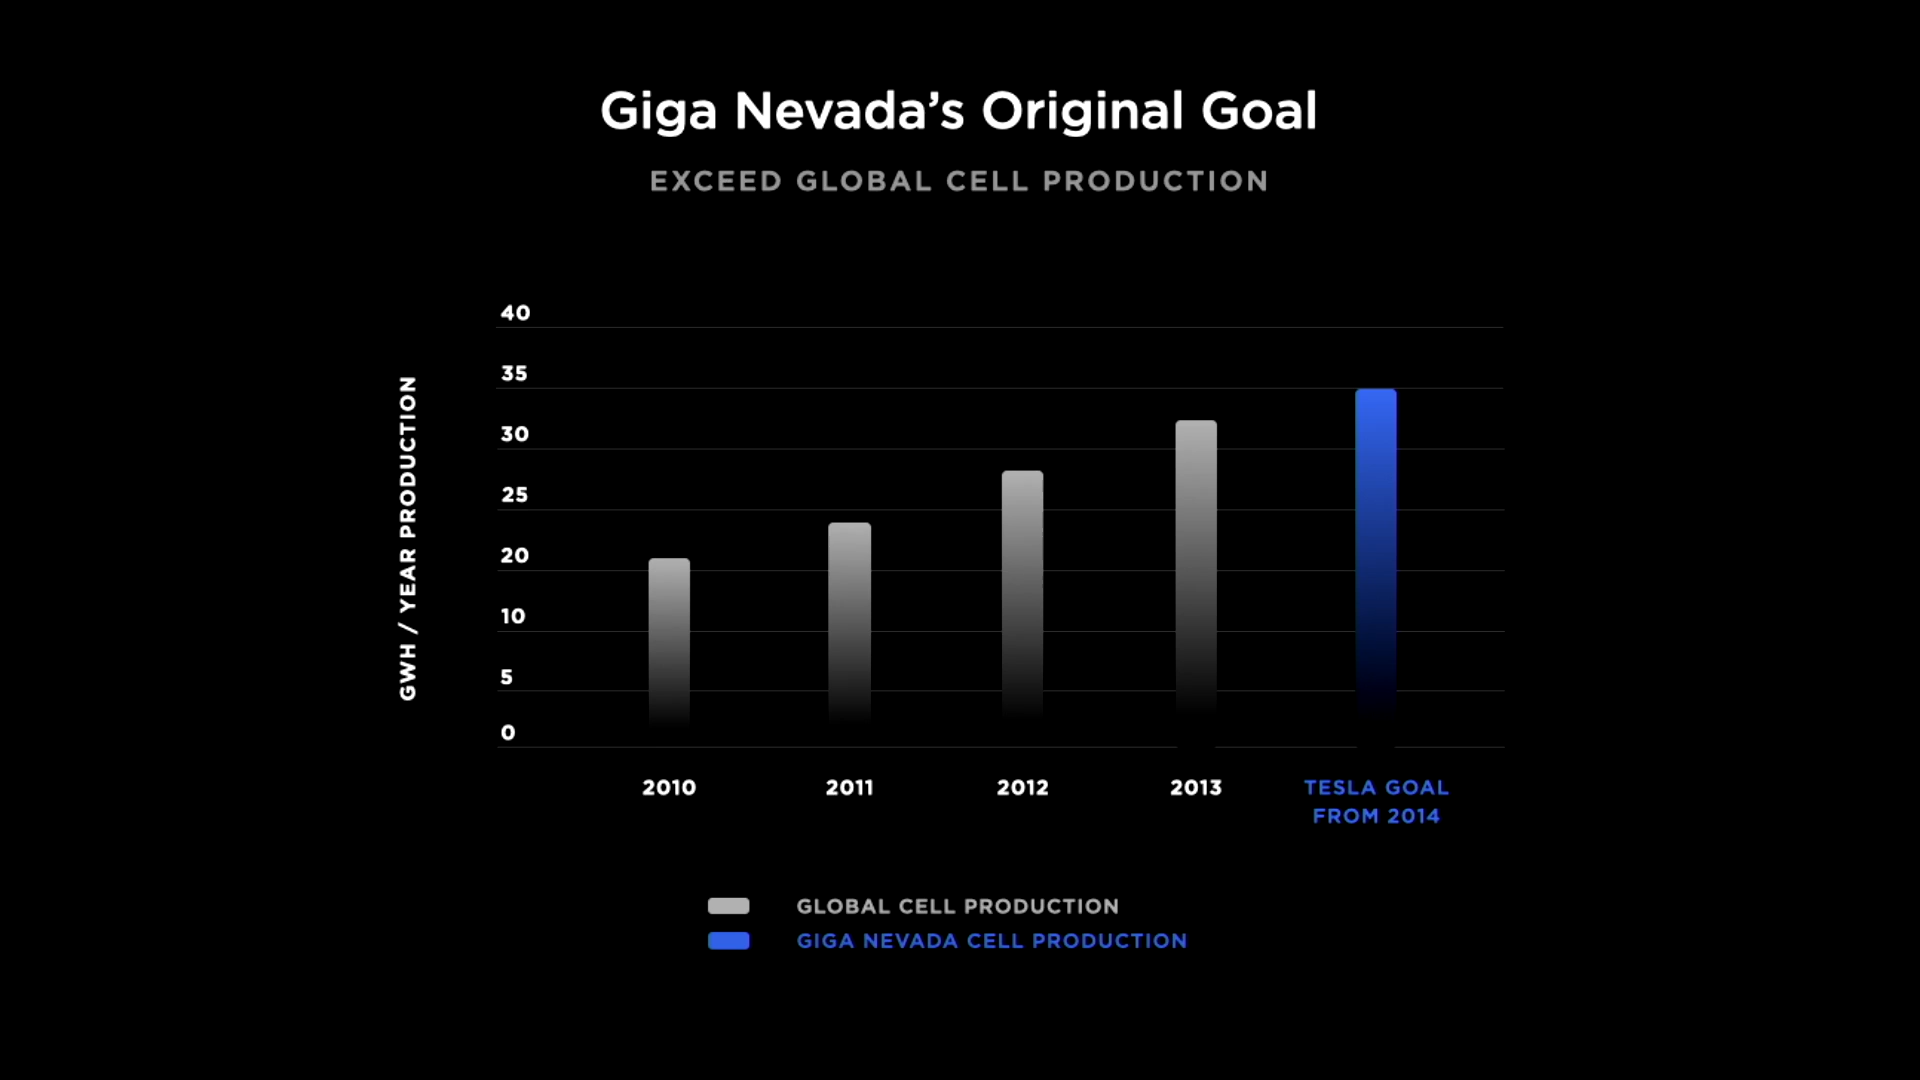 Giga Nevada’s Original Goal
EXCEED GLOBAL CELL PRODUCTION
GWH / YEAR PRODUCTION
40
35
30
25
20
10
5
0
2010
2011
2012
2013
TESLA GOAL
FROM 2014
GLOBAL CELL PRODUCTION
GIGA NEVADA CELL PRODUCTION